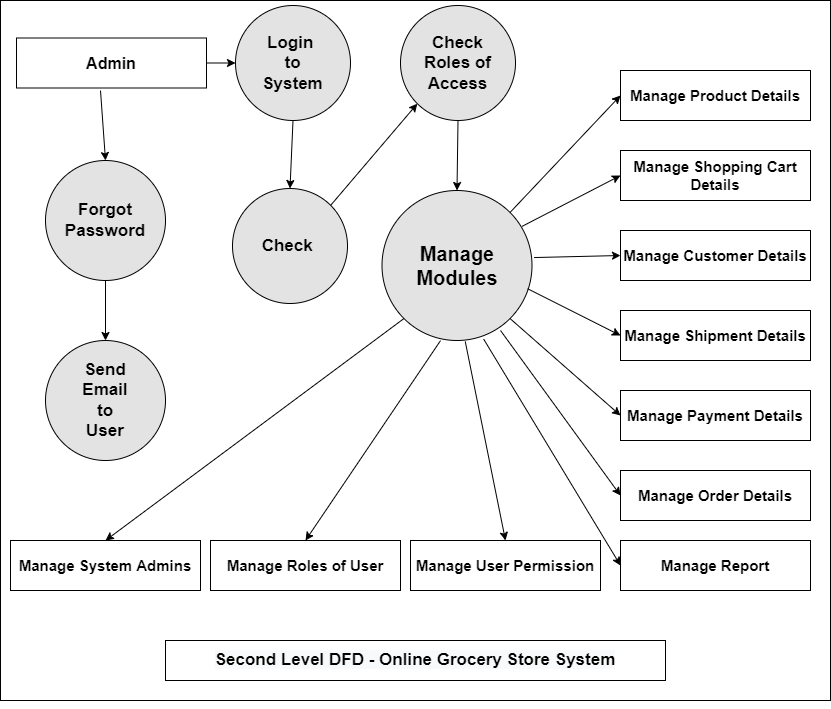 Admin
Login
to
System
Check
Roles of
Access
Manage Product Details
Manage Shopping Cart
Details
Forgot
Password
Check
Manage
Modules
Manage Customer Details
Manage Shipment Details
Send
Email
to
User
Manage Payment Details
Manage Order Details
Manage System Admins
Manage Roles of User
Manage User Permission
Manage Report
Second Level DFD - Online Grocery Store System